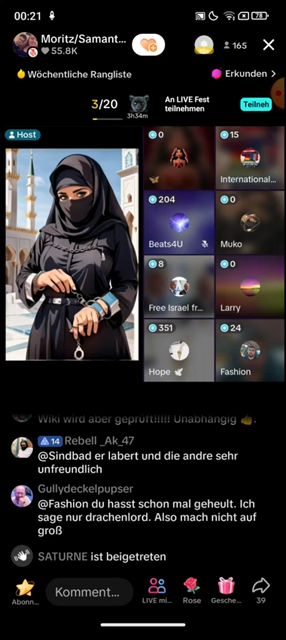 00:21
78
Moritz/Samant...
55.8K
165
Wöchentliche Rangliste
Erkunden >
3/20
3h34m
An LIVE Fest
teilnehmen
Teilneh
Host
0
15
International...
204
Beats4U
0
Muko
8
Free Israel fr...
0
Larry
351
Hope 🕊
24
Fashion
Wiki wird aber geprüft!!!!! Unabhängig 👍.
14 Rebell _Ak_47
@Sindbad er labert und die andre sehr
unfreundlich
Gullydeckelpupser
@Fashion du hasst schon mal geheult. Ich
sage nur drachenlord. Also mach nicht auf
groß
SATURNE ist beigetreten
Abonn...
Komment...
LIVE mi...
Rose
Gesche...
39